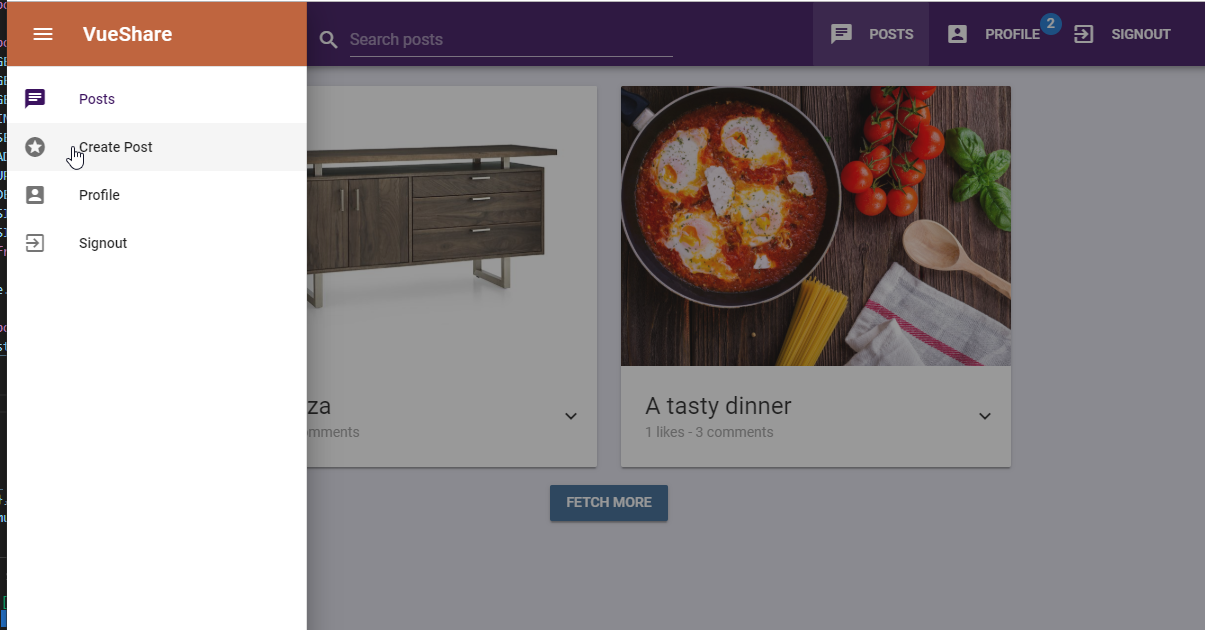 VueShare
Search posts
POSTS
PROFILE
2
SIGNOUT
Posts
Create Post
Profile
Signout
za
mments
A tasty dinner
1 likes - 3 comments
FETCH MORE